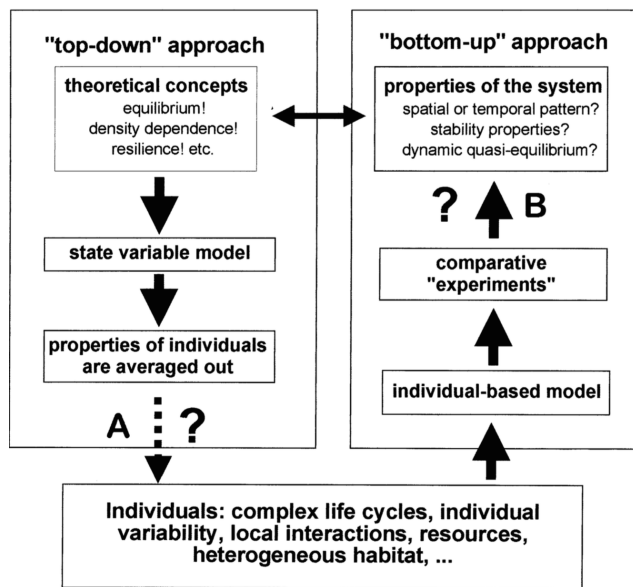 "top-down" approach
theoretical concepts
equilibrium!
density dependence!
resilience! etc.
state variable model
properties of individuals
are averaged out
A
?
"bottom-up" approach
properties of the system
spatial or temporal pattern?
stability properties?
dynamic quasi-equilibrium?
?
B
comparative
"experiments"
individual-based model
Individuals: complex life cycles, individual
variability, local interactions, resources,
heterogeneous habitat, ...